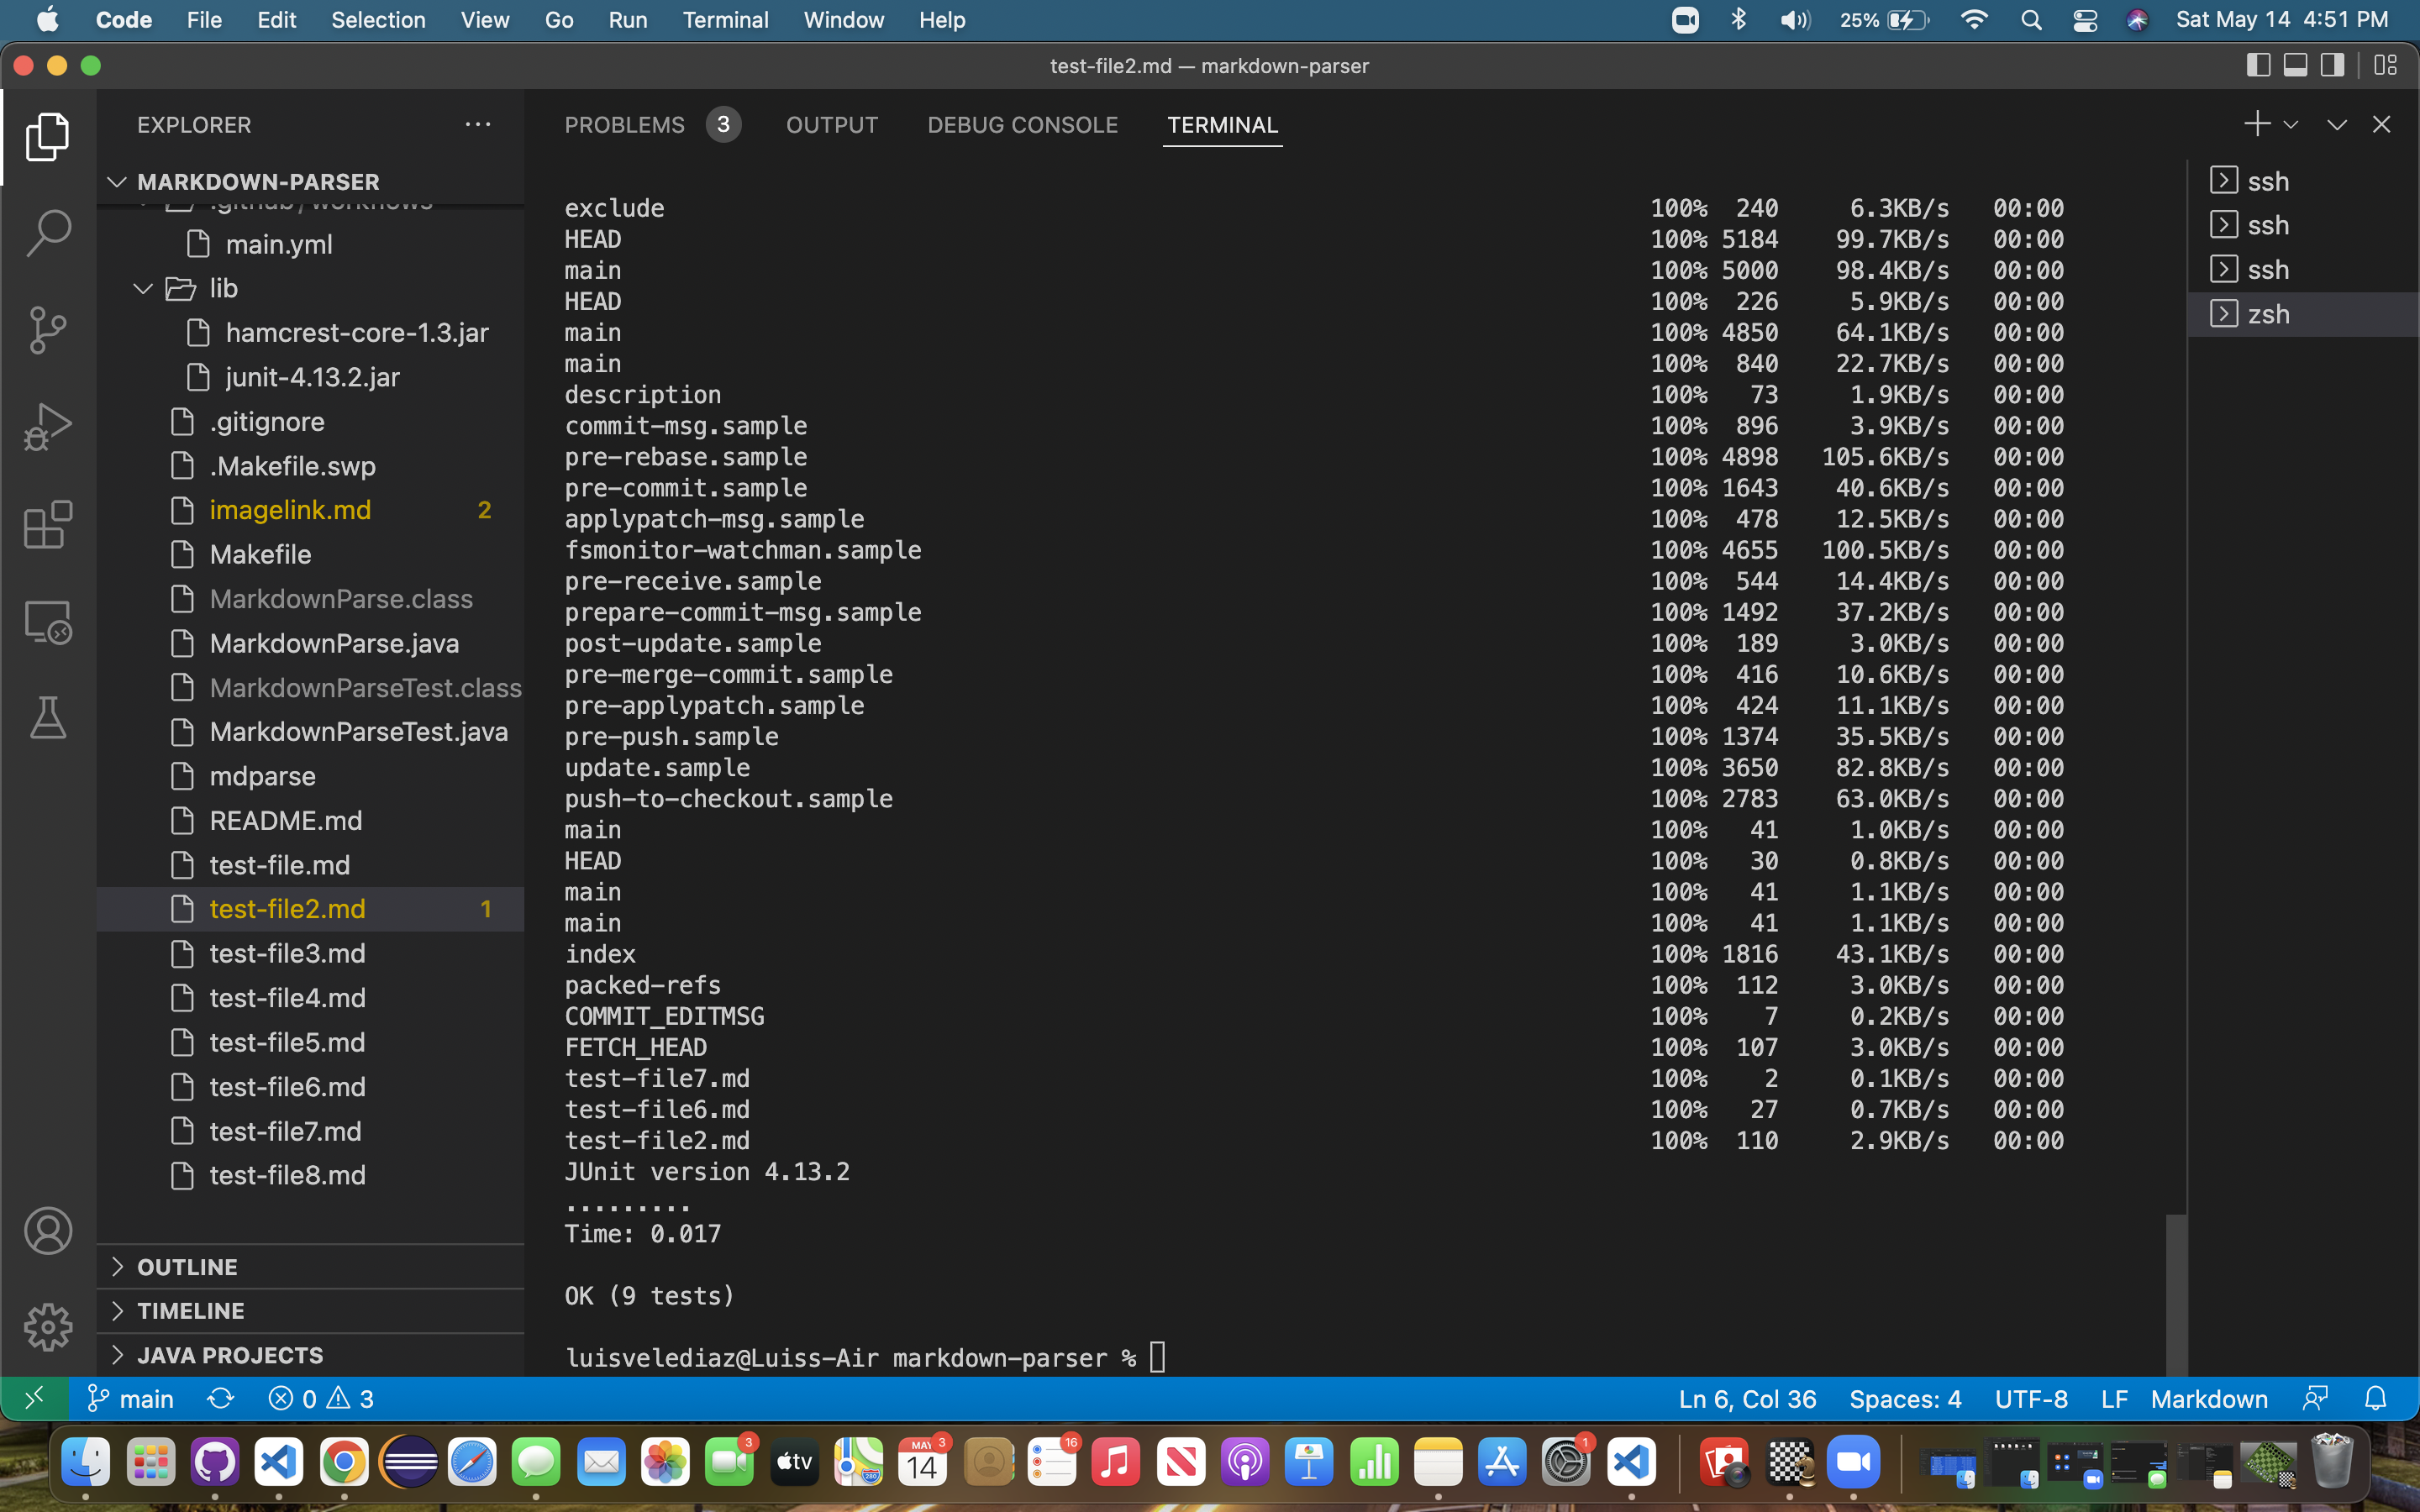 Code File Edit Selection View Go Run Terminal Window Help 25% Sat May 14 4:51 PM
test-file2.md — markdown-parser
EXPLORER
MARKDOWN-PARSER
.github/workflows
main.yml
lib
hamcrest-core-1.3.jar
junit-4.13.2.jar
.gitignore
.Makefile.swp
imagelink.md 2
Makefile
MarkdownParse.class
MarkdownParse.java
MarkdownParseTest.class
MarkdownParseTest.java
mdparse
README.md
test-file.md
test-file2.md 1
test-file3.md
test-file4.md
test-file5.md
test-file6.md
test-file7.md
test-file8.md
OUTLINE
TIMELINE
JAVA PROJECTS
PROBLEMS 3 OUTPUT DEBUG CONSOLE TERMINAL
exclude 100% 240 6.3KB/s 00:00
HEAD 100% 5184 99.7KB/s 00:00
main 100% 5000 98.4KB/s 00:00
HEAD 100% 226 5.9KB/s 00:00
main 100% 4850 64.1KB/s 00:00
main 100% 840 22.7KB/s 00:00
description 100% 73 1.9KB/s 00:00
commit-msg.sample 100% 896 3.9KB/s 00:00
pre-rebase.sample 100% 4898 105.6KB/s 00:00
pre-commit.sample 100% 1643 40.6KB/s 00:00
applypatch-msg.sample 100% 478 12.5KB/s 00:00
fsmonitor-watchman.sample 100% 4655 100.5KB/s 00:00
pre-receive.sample 100% 544 14.4KB/s 00:00
prepare-commit-msg.sample 100% 1492 37.2KB/s 00:00
post-update.sample 100% 189 3.0KB/s 00:00
pre-merge-commit.sample 100% 416 10.6KB/s 00:00
pre-applypatch.sample 100% 424 11.1KB/s 00:00
pre-push.sample 100% 1374 35.5KB/s 00:00
update.sample 100% 3650 82.8KB/s 00:00
push-to-checkout.sample 100% 2783 63.0KB/s 00:00
main 100% 41 1.0KB/s 00:00
HEAD 100% 30 0.8KB/s 00:00
main 100% 41 1.1KB/s 00:00
main 100% 41 1.1KB/s 00:00
index 100% 1816 43.1KB/s 00:00
packed-refs 100% 112 3.0KB/s 00:00
COMMIT_EDITMSG 100% 7 0.2KB/s 00:00
FETCH_HEAD 100% 107 3.0KB/s 00:00
test-file7.md 100% 2 0.1KB/s 00:00
test-file6.md 100% 27 0.7KB/s 00:00
test-file2.md 100% 110 2.9KB/s 00:00
JUnit version 4.13.2
.........
Time: 0.017
OK (9 tests)
luisvelediaz@Luiss-Air markdown-parser %
ssh
ssh
ssh
zsh
main 0 3 Ln 6, Col 36 Spaces: 4 UTF-8 LF Markdown
3 tv 280 MAY 14 3 16 1